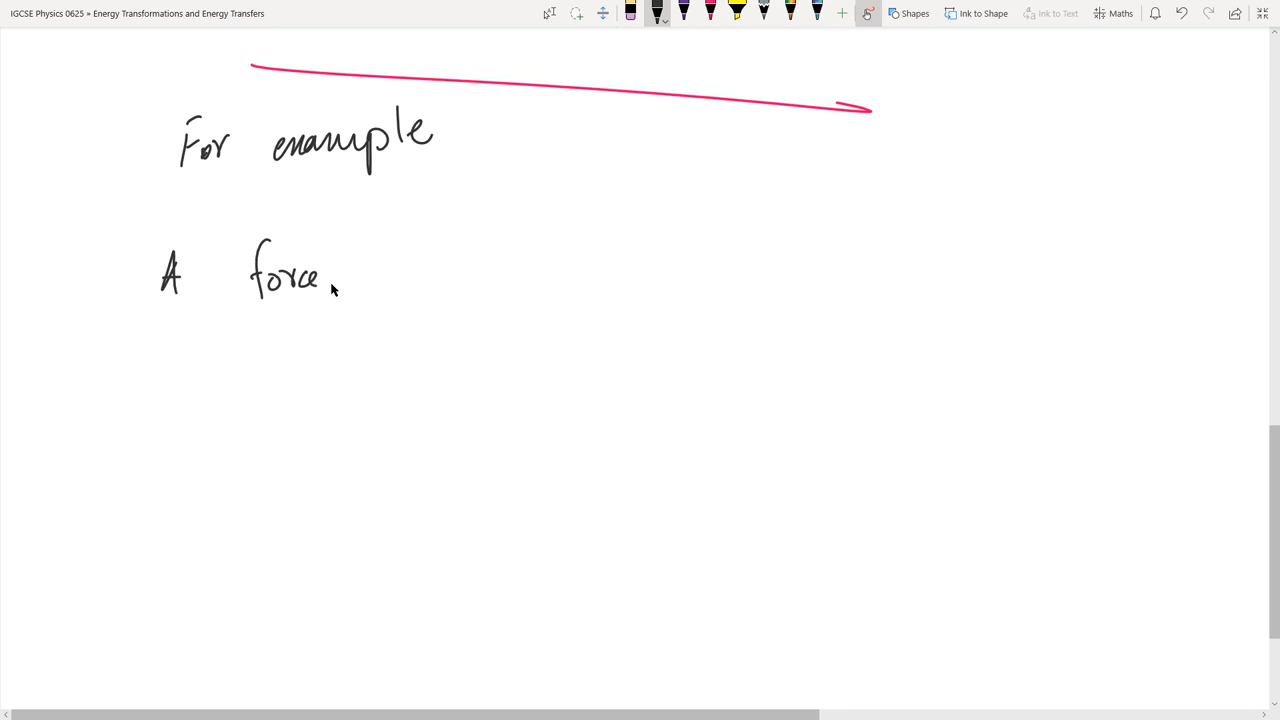 IGCSE Physics 0625 » Energy Transformations and Energy Transfers
Shapes
Ink to Shape
Ink to Text
Maths
For example
A force